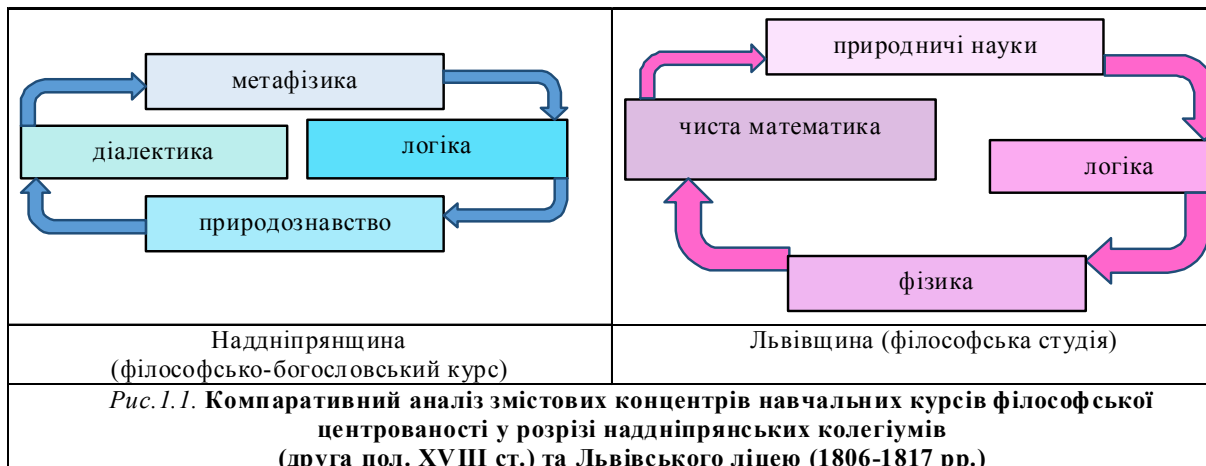 метафізика
діалектика
логіка
природознавство
природничі науки
чиста математика
логіка
фізика
Наддніпрянщина
(філософсько-богословський курс)
Львівщина (філософська студія)
Рис.1.1. Компаративний аналіз змістових концентрів навчальних курсів філософської
центрованості у розрізі наддніпрянських колегіумів
(друга пол. XVIII ст.) та Львівського ліцею (1806-1817 рр.)